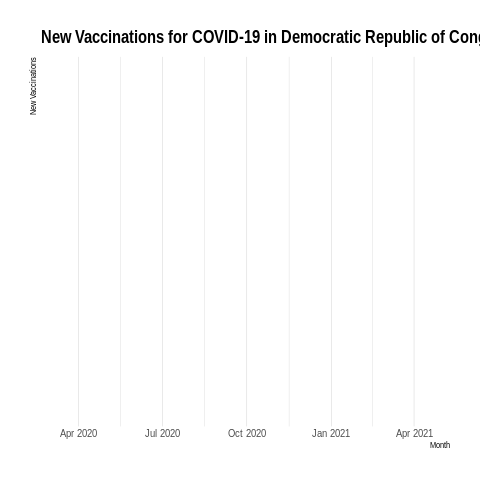 New Vaccinations for COVID-19 in Democratic Republic of Con
New Vaccinations
Apr 2020 Jul 2020 Oct 2020 Jan 2021 Apr 2021
Month